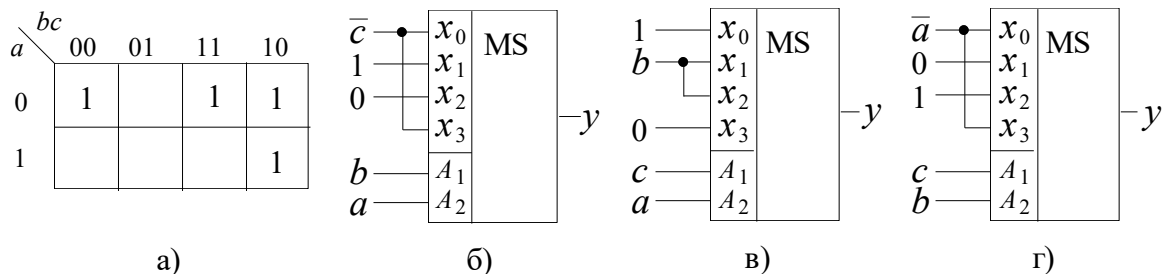 bc
a 00 01 11 10
0 1 1 1
1 1
а)
c̅ x₀ MS
1 x₁
0 x₂
x₃
y
b A₁
a A₂
б)
1 x₀ MS
b x₁
x₂
0 x₃
y
c A₁
a A₂
в)
a̅ x₀ MS
0 x₁
1 x₂
x₃
y
c A₁
b A₂
г)